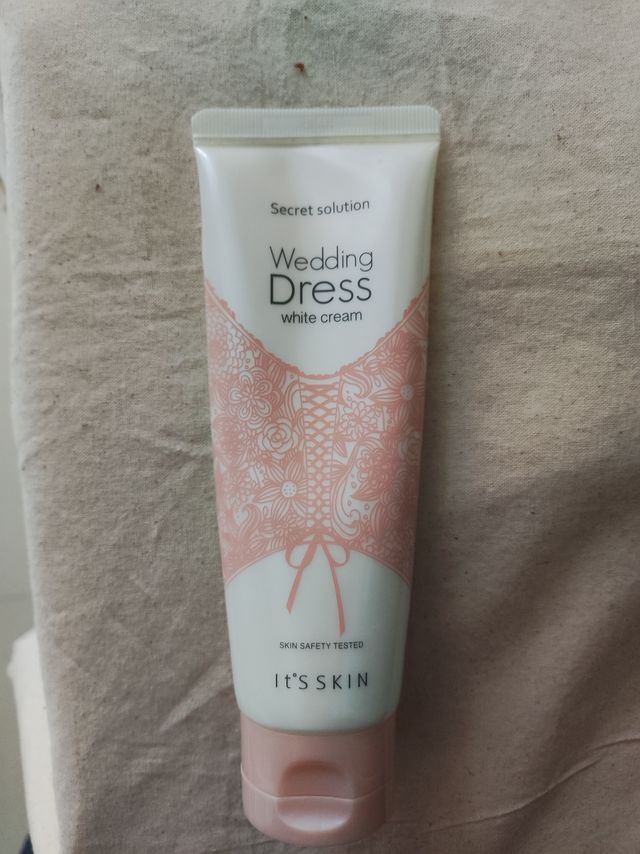 Secret solution
Wedding
Dress
white cream
SKIN SAFETY TESTED
It°S SKIN